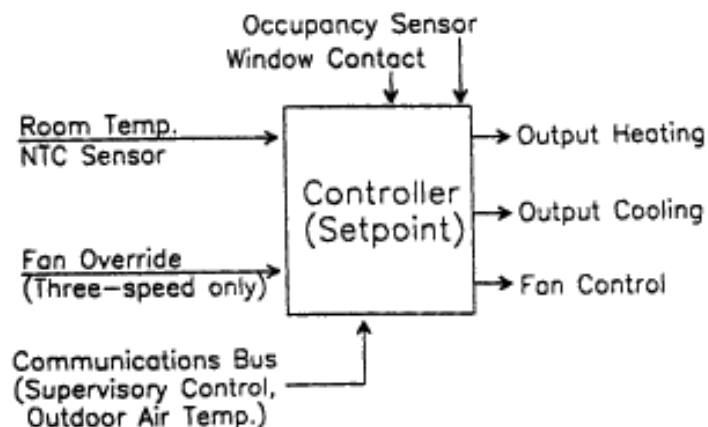 Occupancy Sensor
Window Contact
Room Temp.
NTC Sensor
Output Heating
Controller
(Setpoint)
Output Cooling
Fan Override
(Three-speed only)
Fan Control
Communications Bus
(Supervisory Control,
Outdoor Air Temp.)